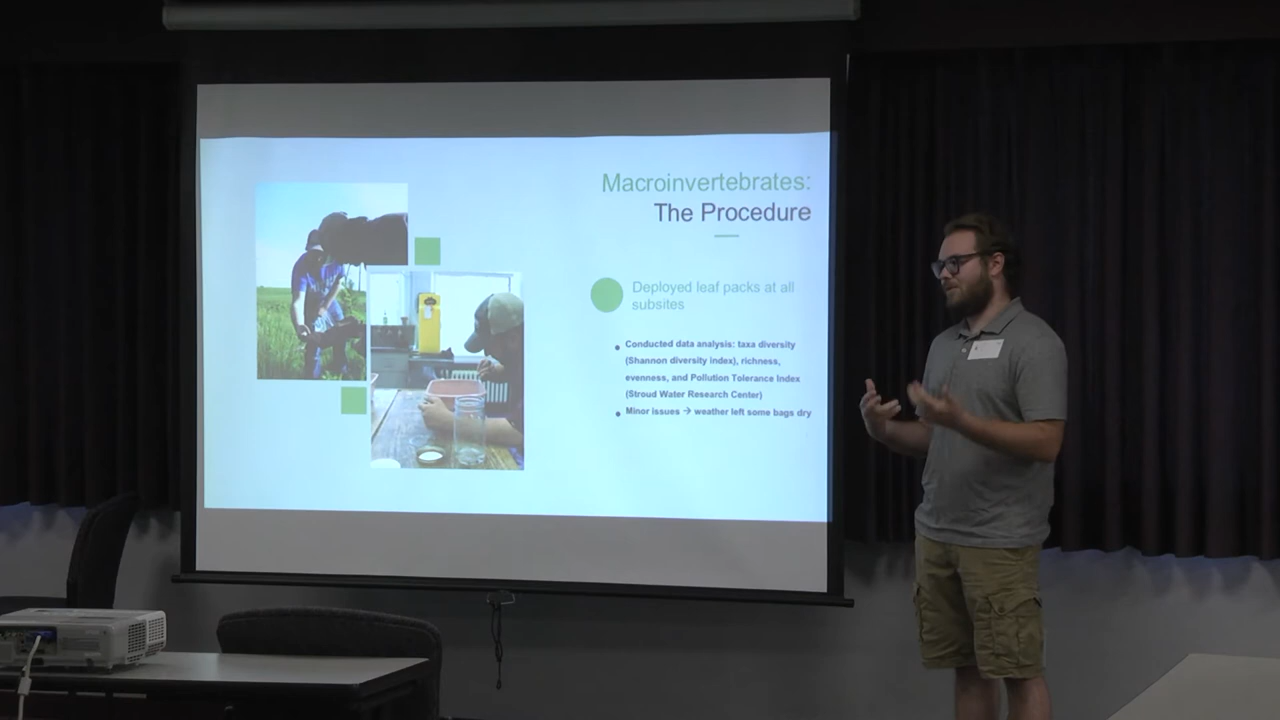 Macroinvertebrates:
The Procedure
Deployed leaf packs at all
subsites
Conducted data analysis: taxa diversity
(Shannon diversity index), richness,
evenness, and Pollution Tolerance Index
(Stroud Water Research Center)
Minor issues → weather left some bags dry